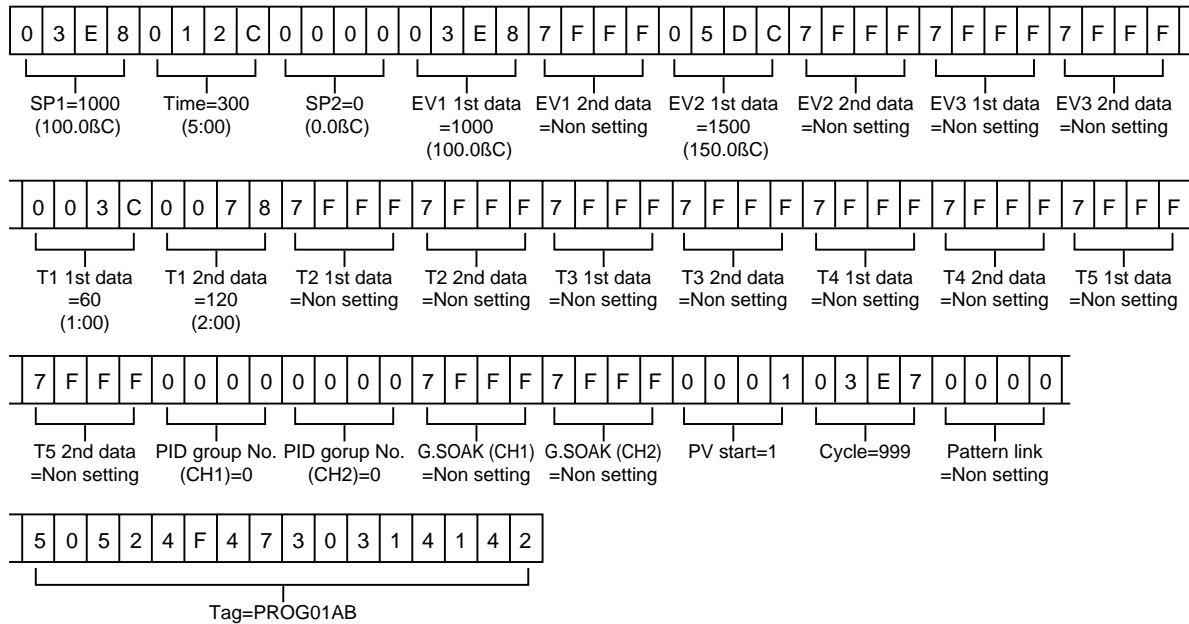 0 3 E 8 0 1 2 C 0 0 0 0 0 3 E 8 7 F F F 0 5 D C 7 F F F 7 F F F 7 F F F
SP1=1000 Time=300 SP2=0 EV1 1st data EV1 2nd data EV2 1st data EV2 2nd data EV3 1st data EV3 2nd data
(100.0ßC) (5:00) (0.0ßC) =1000 =Non setting =1500 =Non setting =Non setting =Non setting
(100.0ßC) (150.0ßC)
0 0 3 C 0 0 7 8 7 F F F 7 F F F 7 F F F 7 F F F 7 F F F 7 F F F 7 F F F
T1 1st data T1 2nd data T2 1st data T2 2nd data T3 1st data T3 2nd data T4 1st data T4 2nd data T5 1st data
=60 =120 =Non setting =Non setting =Non setting =Non setting =Non setting =Non setting =Non setting
(1:00) (2:00)
7 F F F 0 0 0 0 0 0 0 0 7 F F F 7 F F F 0 0 0 1 0 3 E 7 0 0 0 0
T5 2nd data PID group No. PID gorup No. G.SOAK (CH1) G.SOAK (CH2) PV start=1 Cycle=999 Pattern link
=Non setting (CH1)=0 (CH2)=0 =Non setting =Non setting =Non setting
5 0 5 2 4 F 4 7 3 0 3 1 4 1 4 2
Tag=PROG01AB